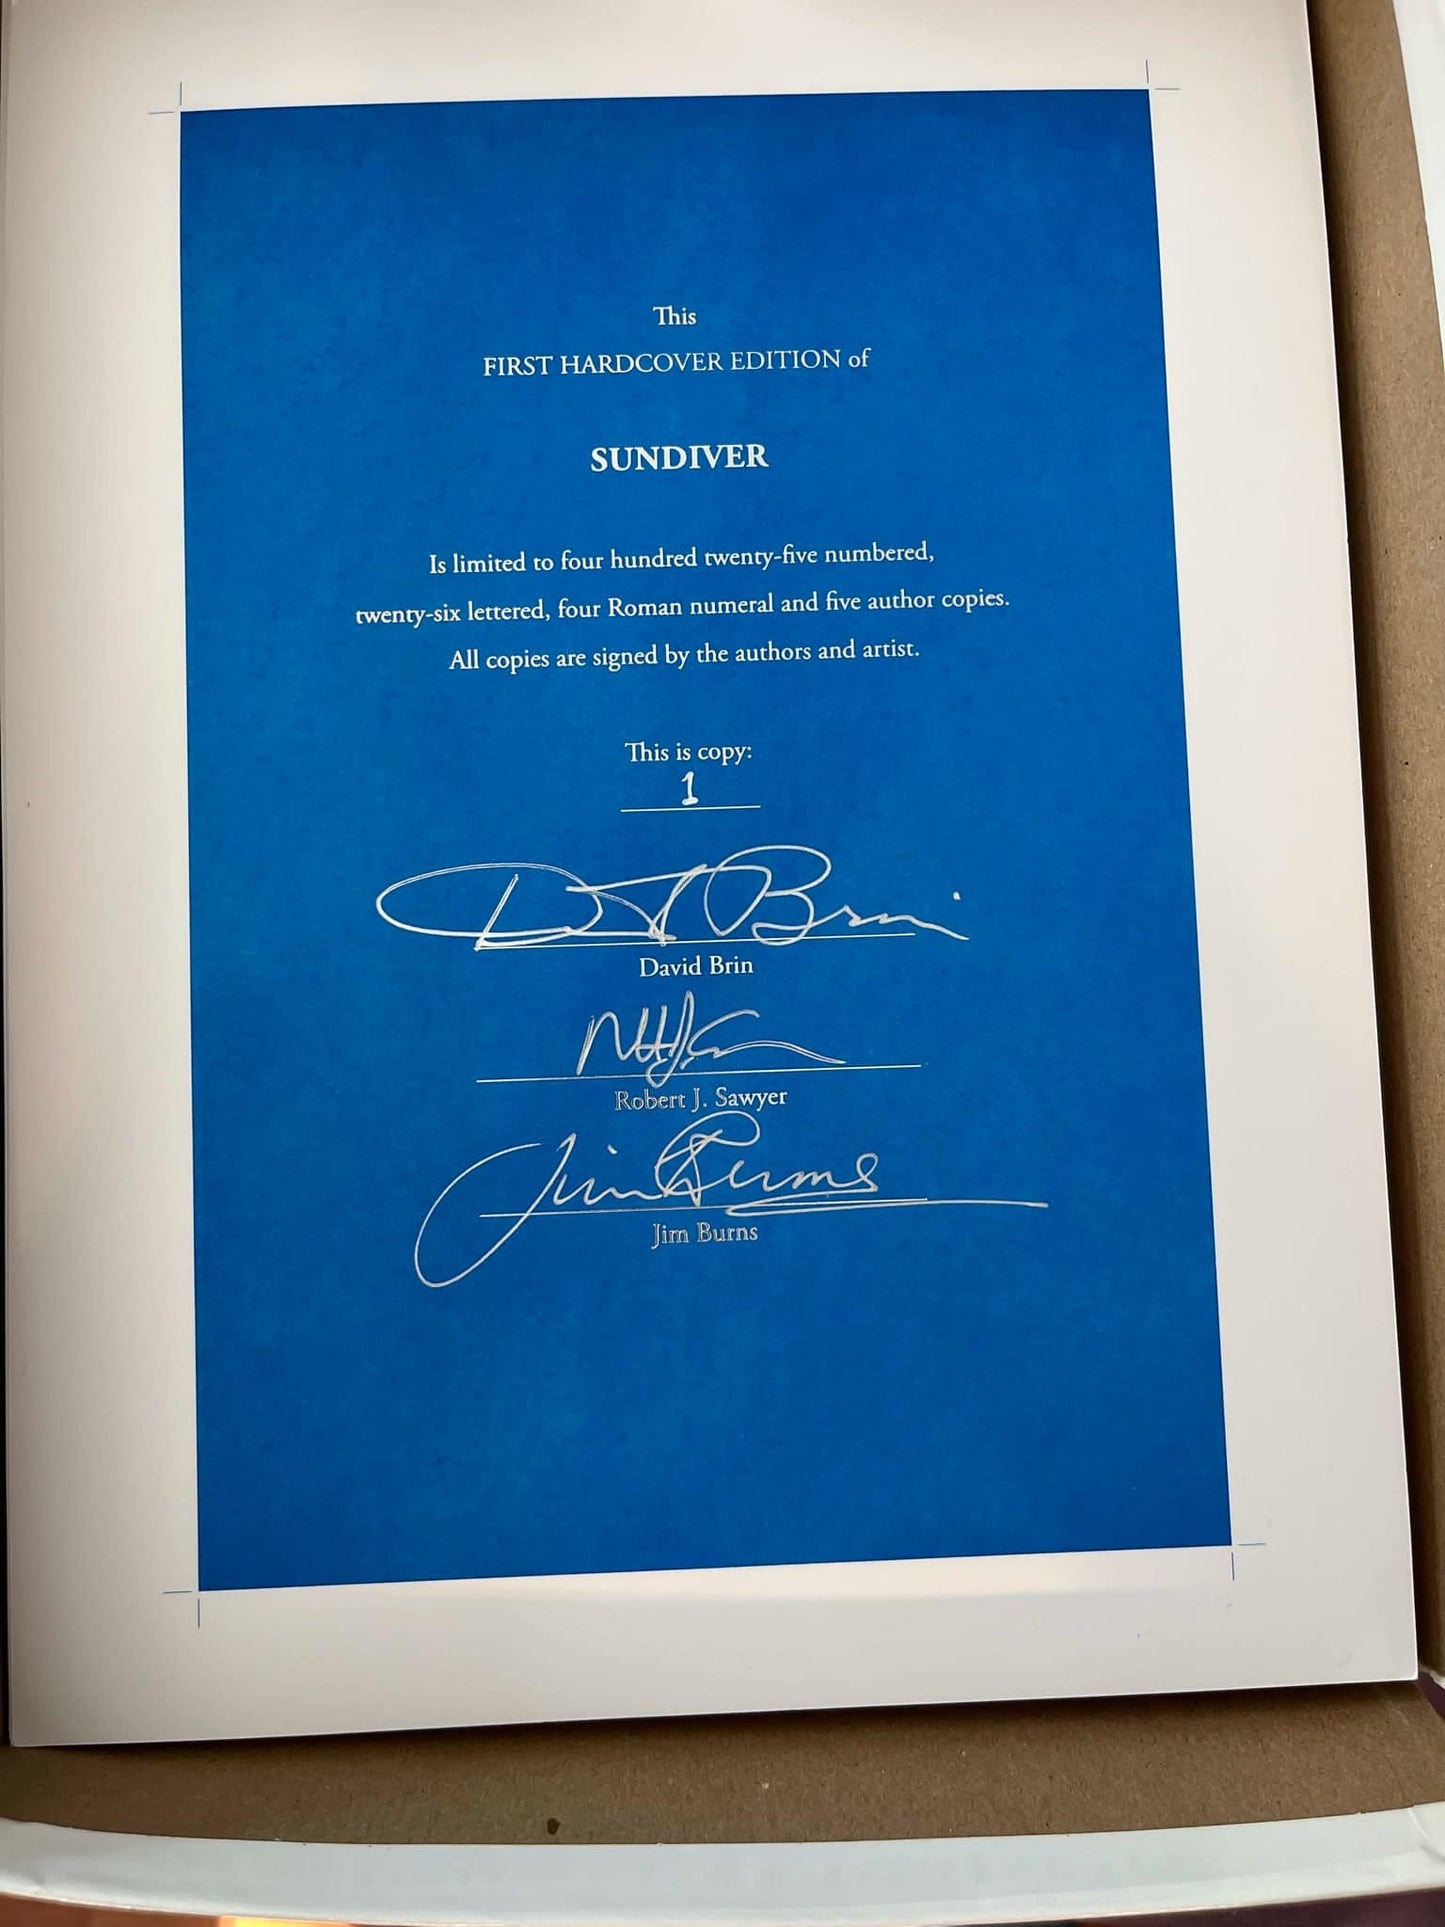 This
FIRST HARDCOVER EDITION of
SUNDIVER
Is limited to four hundred twenty-five numbered,
twenty-six lettered, four Roman numeral and five author copies.
All copies are signed by the authors and artist.
This is copy:
1
David Brin
Robert J. Sawyer
Jim Burns
Jim Burns